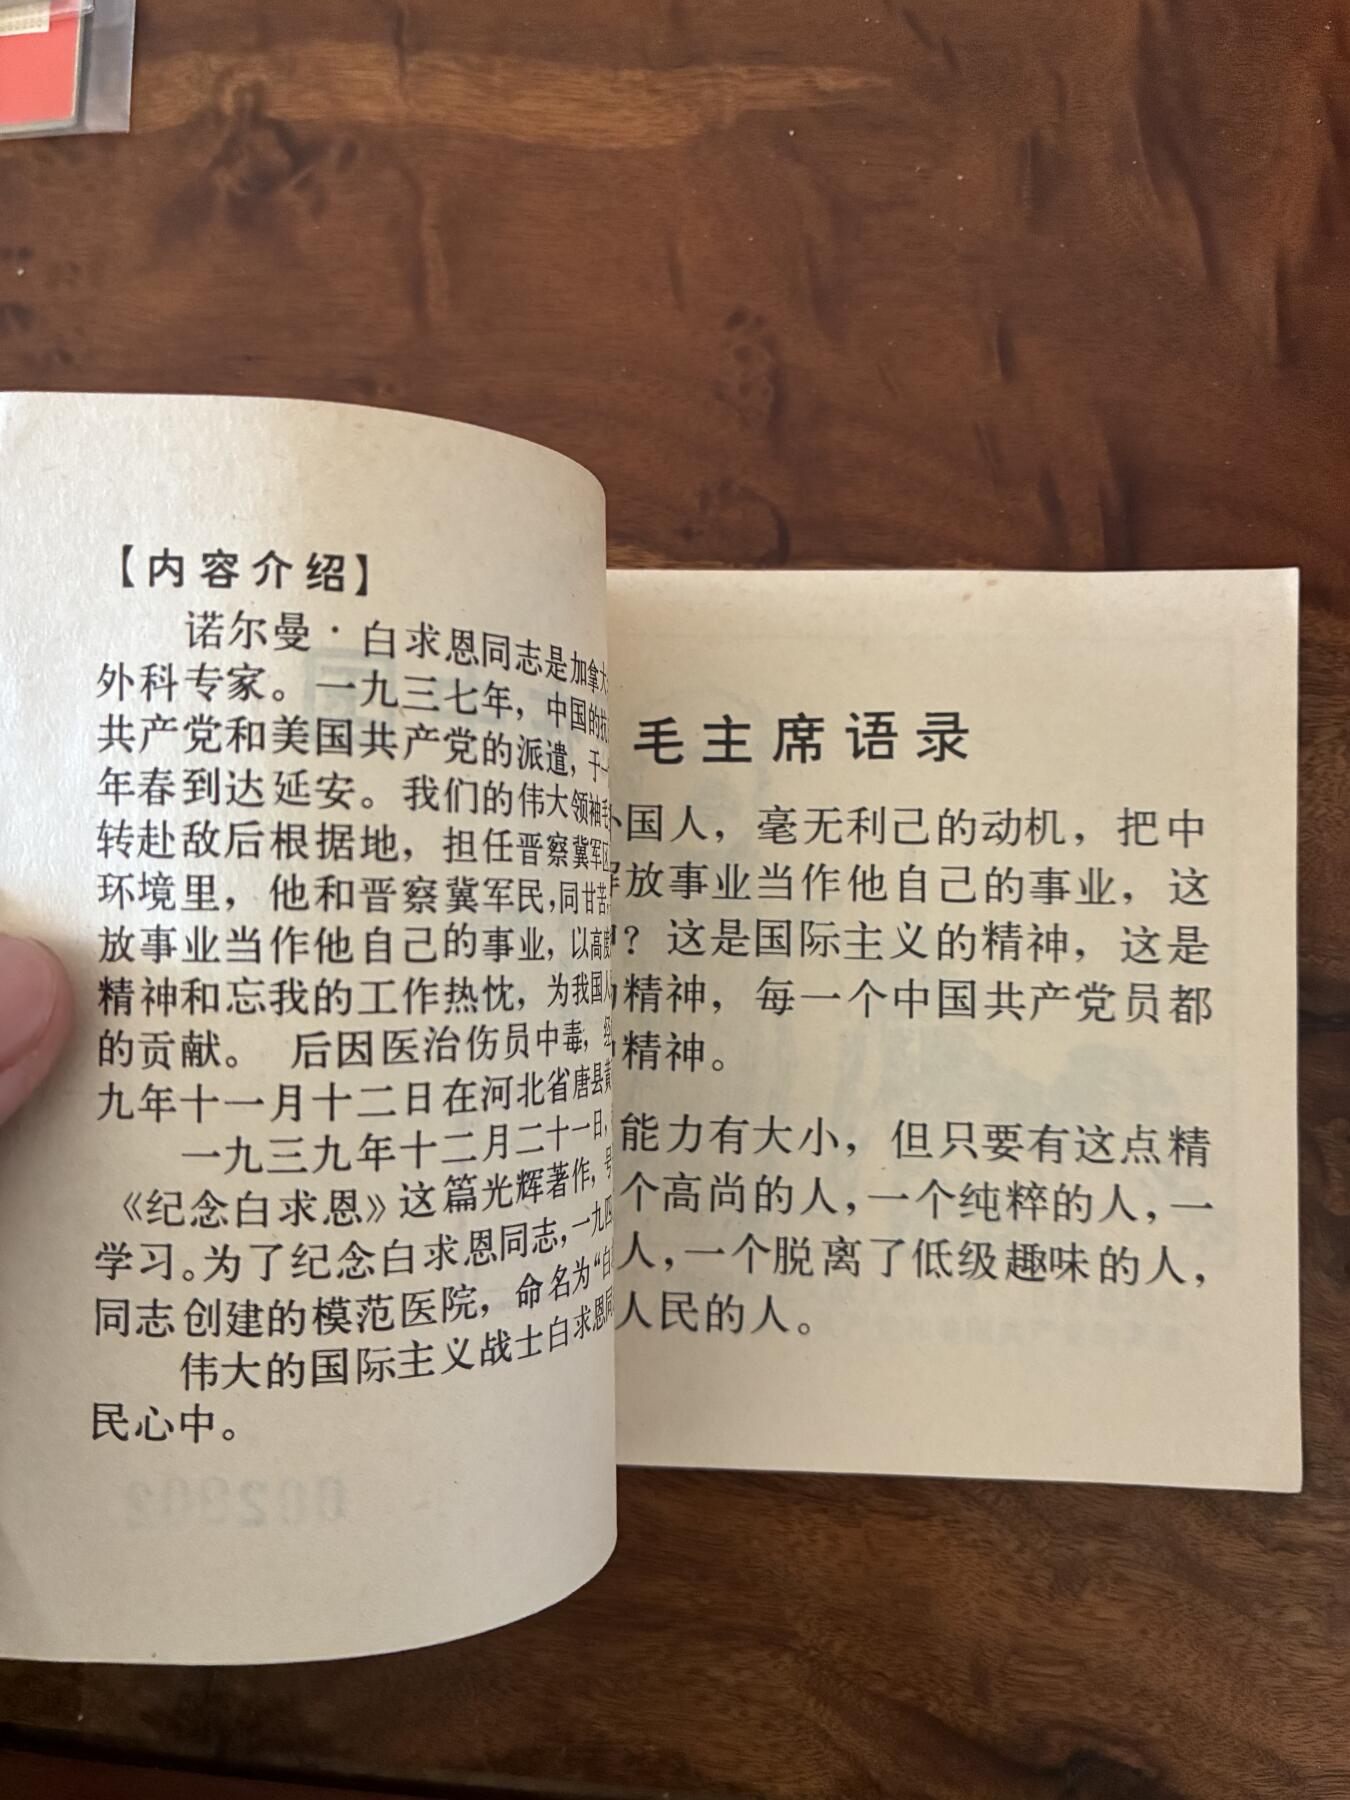 【内容介绍】
诺尔曼·白求恩同志是加拿大
外科专家。一九三七年，中国的抗
共产党和美国共产党的派遣，于一
年春到达延安。我们的伟大领袖毛
转赴敌后根据地，担任晋察冀军区
环境里，他和晋察冀军民，同甘苦，
放事业当作他自己的事业，以高度
精神和忘我的工作热忱，为我国人
的贡献。后因医治伤员中毒，经
九年十一月十二日在河北省唐县黄
一九三九年十二月二十一日，
《纪念白求恩》这篇光辉著作，号
学习。为了纪念白求恩同志，一九四
同志创建的模范医院，命名为“白
伟大的国际主义战士白求恩同
民心中。
002902
毛主席语录
国人，毫无利己的动机，把中
放事业当作他自己的事业，这
？这是国际主义的精神，这是
精神，每一个中国共产党员都
精神。
能力有大小，但只要有这点精
个高尚的人，一个纯粹的人，一
人，一个脱离了低级趣味的人，
人民的人。